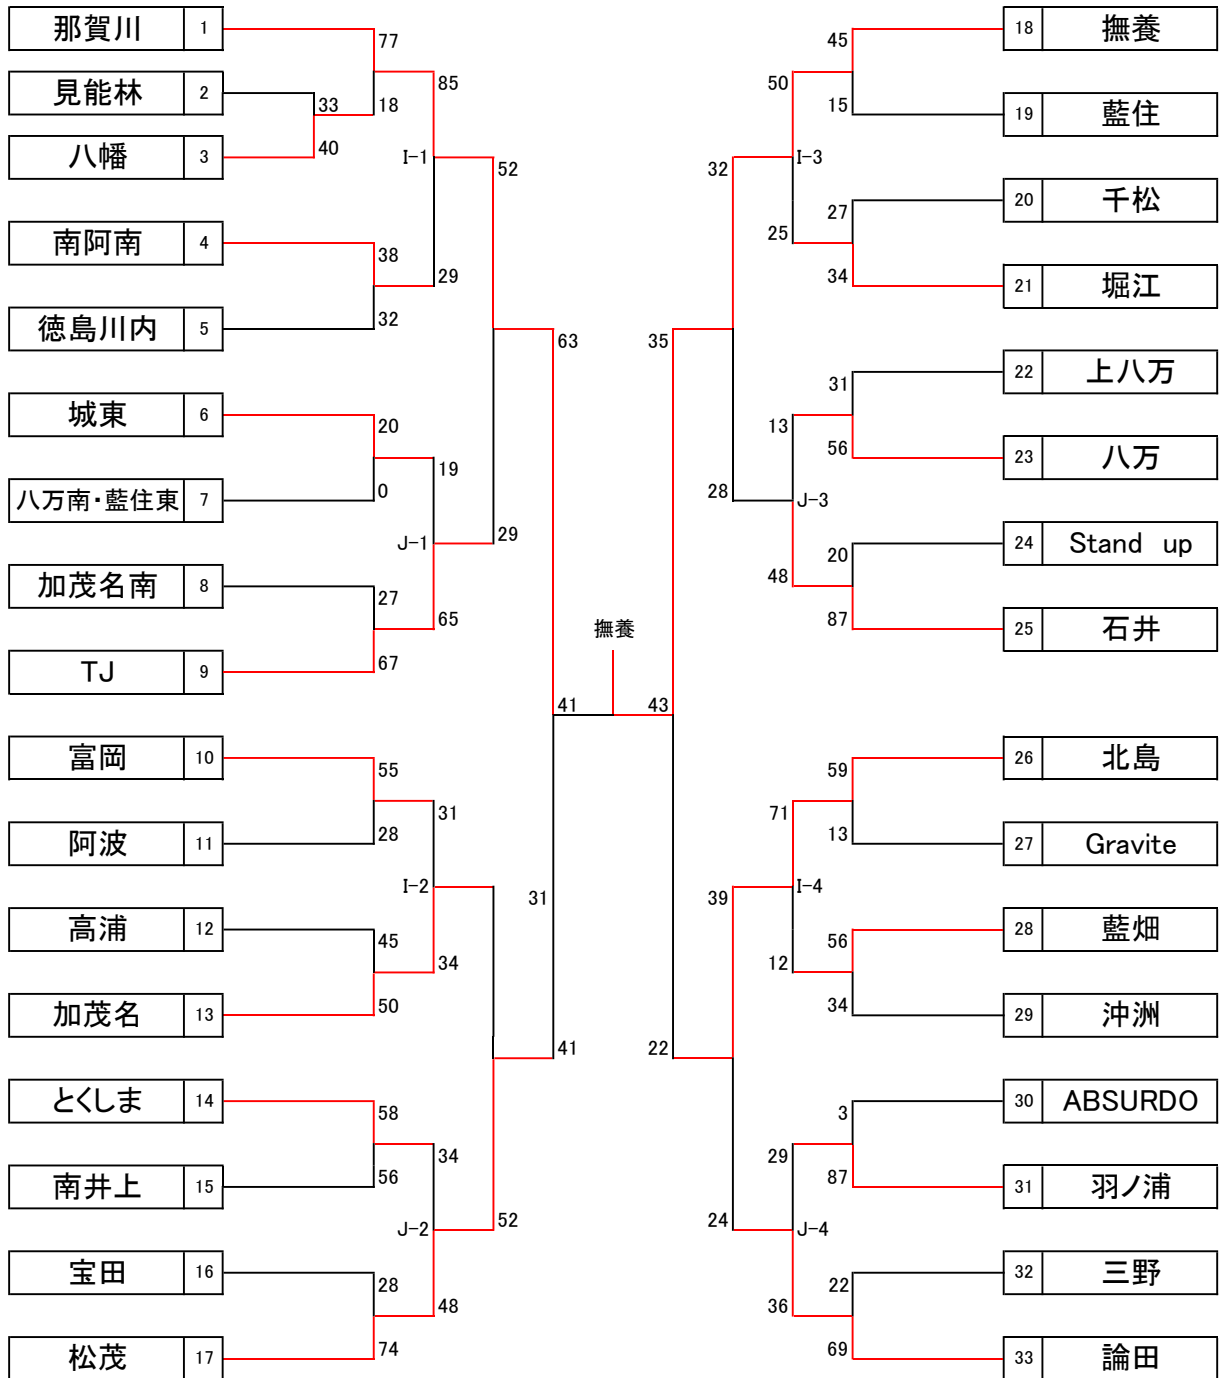 那賀川 1
77
見能林 2
33
18
85
八幡 3
40
I-1
52
南阿南 4
38
29
徳島川内 5
32
63
城東 6
20
19
八万南・藍住東 7
0
J-1
29
加茂名南 8
27
65
TJ 9
67
41
富岡 10
55
31
阿波 11
28
I-2
31
高浦 12
45
34
加茂名 13
50
41
とくしま 14
58
34
南井上 15
56
J-2
52
宝田 16
28
48
松茂 17
74
撫養
43
45
18 撫養
50
15
19 藍住
32
I-3
27
20 千松
25
34
21 堀江
35
31
22 上八万
13
56
23 八万
28
J-3
20
24 Stand up
48
87
25 石井
59
26 北島
71
13
27 Gravite
39
I-4
56
28 藍畑
12
34
29 沖洲
22
3
30 ABSURDO
29
87
31 羽ノ浦
24
J-4
22
32 三野
36
69
33 論田